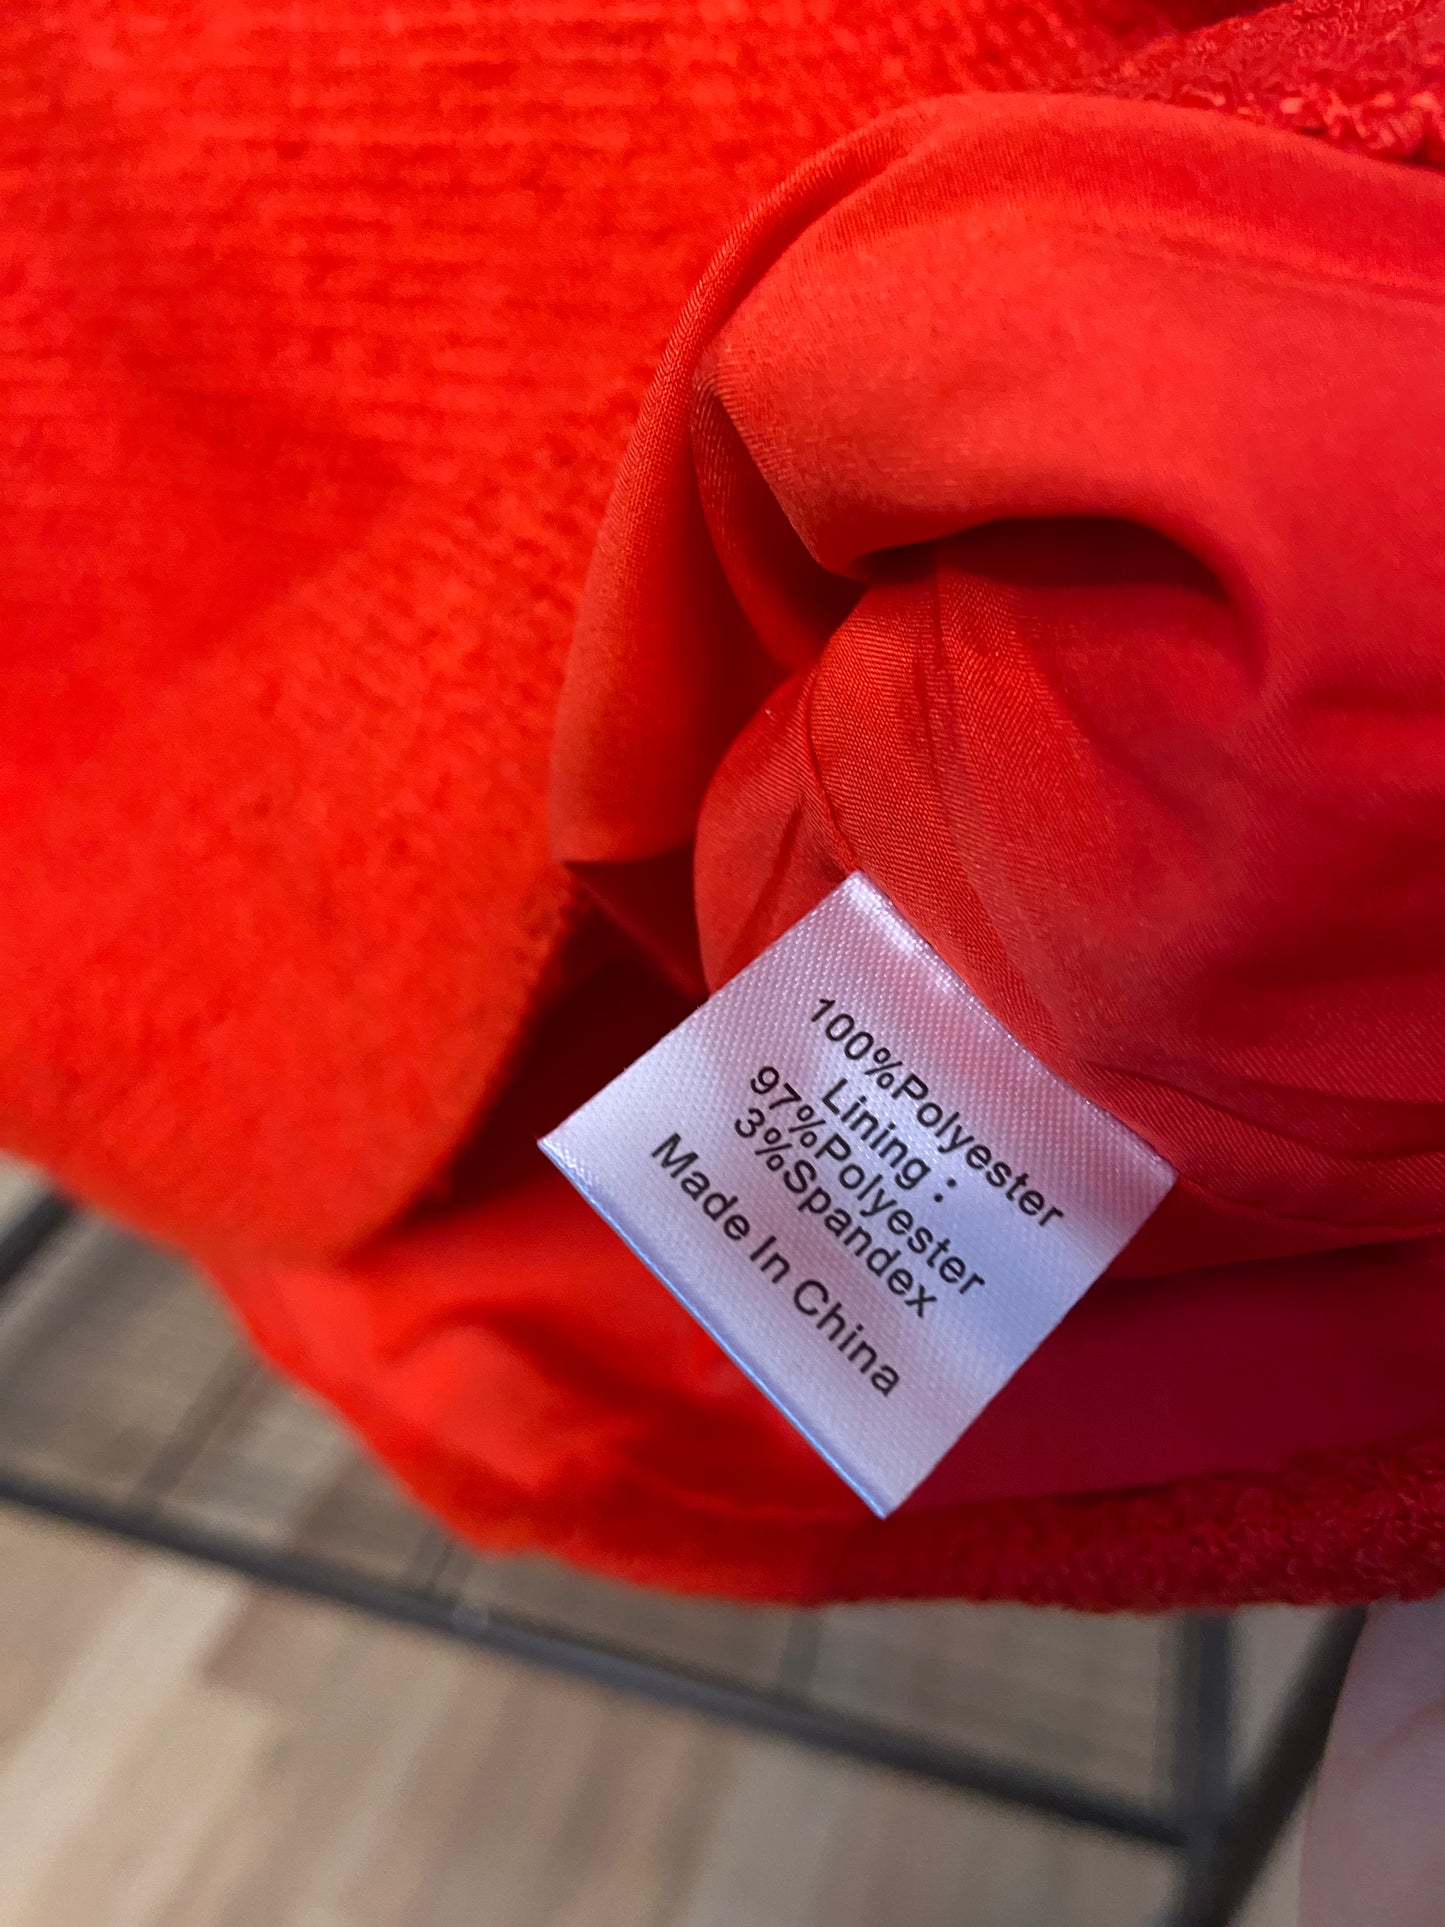 100%Polyester
Lining :
97%Polyester
3%Spandex
Made In China